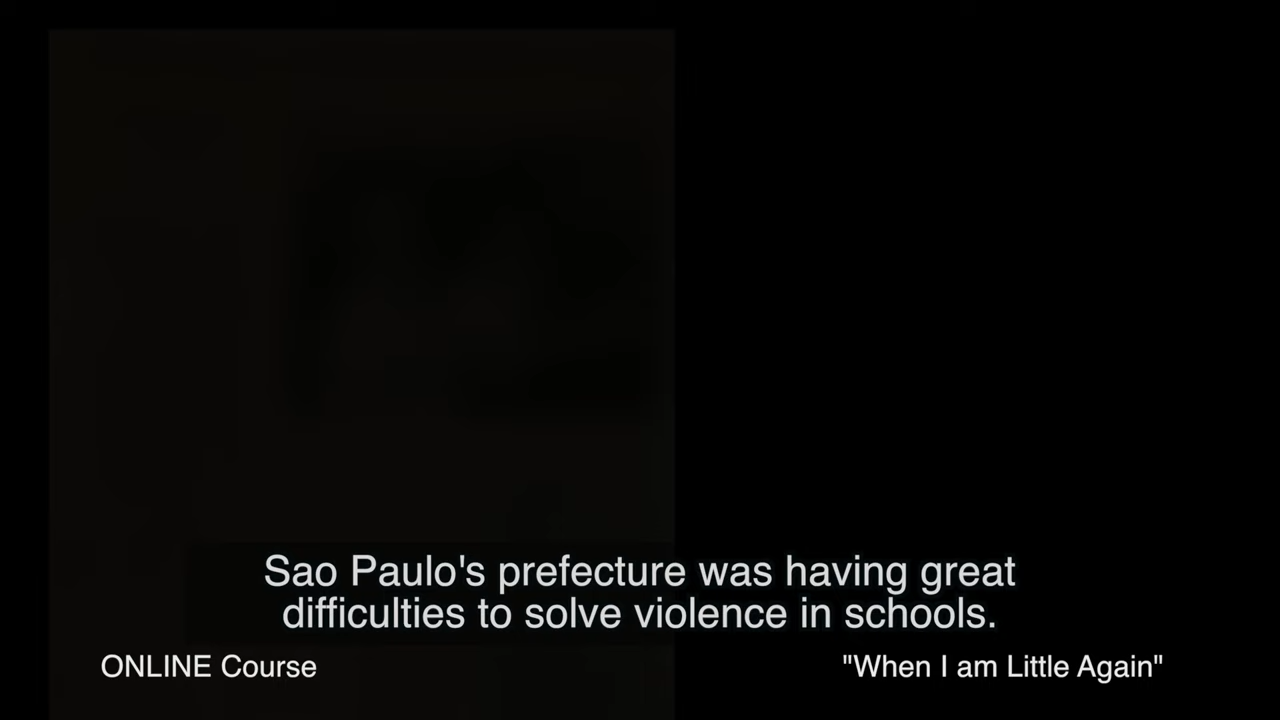 Sao Paulo's prefecture was having great
difficulties to solve violence in schools.
ONLINE Course
"When I am Little Again"